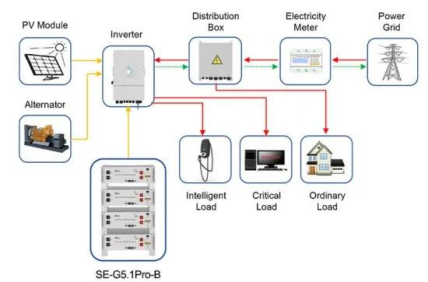 PV Module
Inverter
Distribution
Box
Electricity
Meter
Power
Grid
Alternator
Intelligent
Load
Critical
Load
Ordinary
Load
SE-G5.1Pro-B